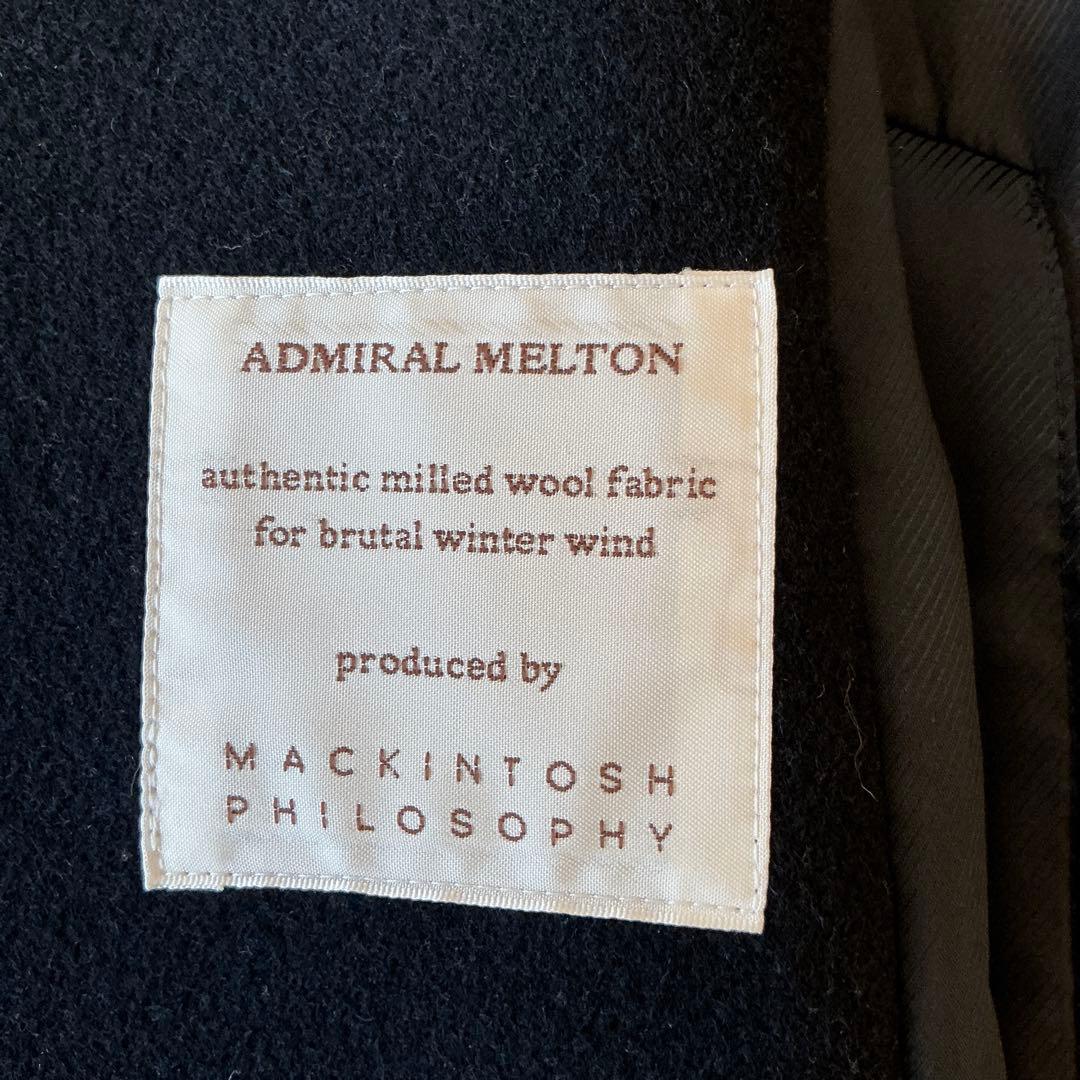 ADMIRAL MELTON
authentic milled wool fabric
for brutal winter wind
produced by
MACKINTOSH
PHILOSOPHY